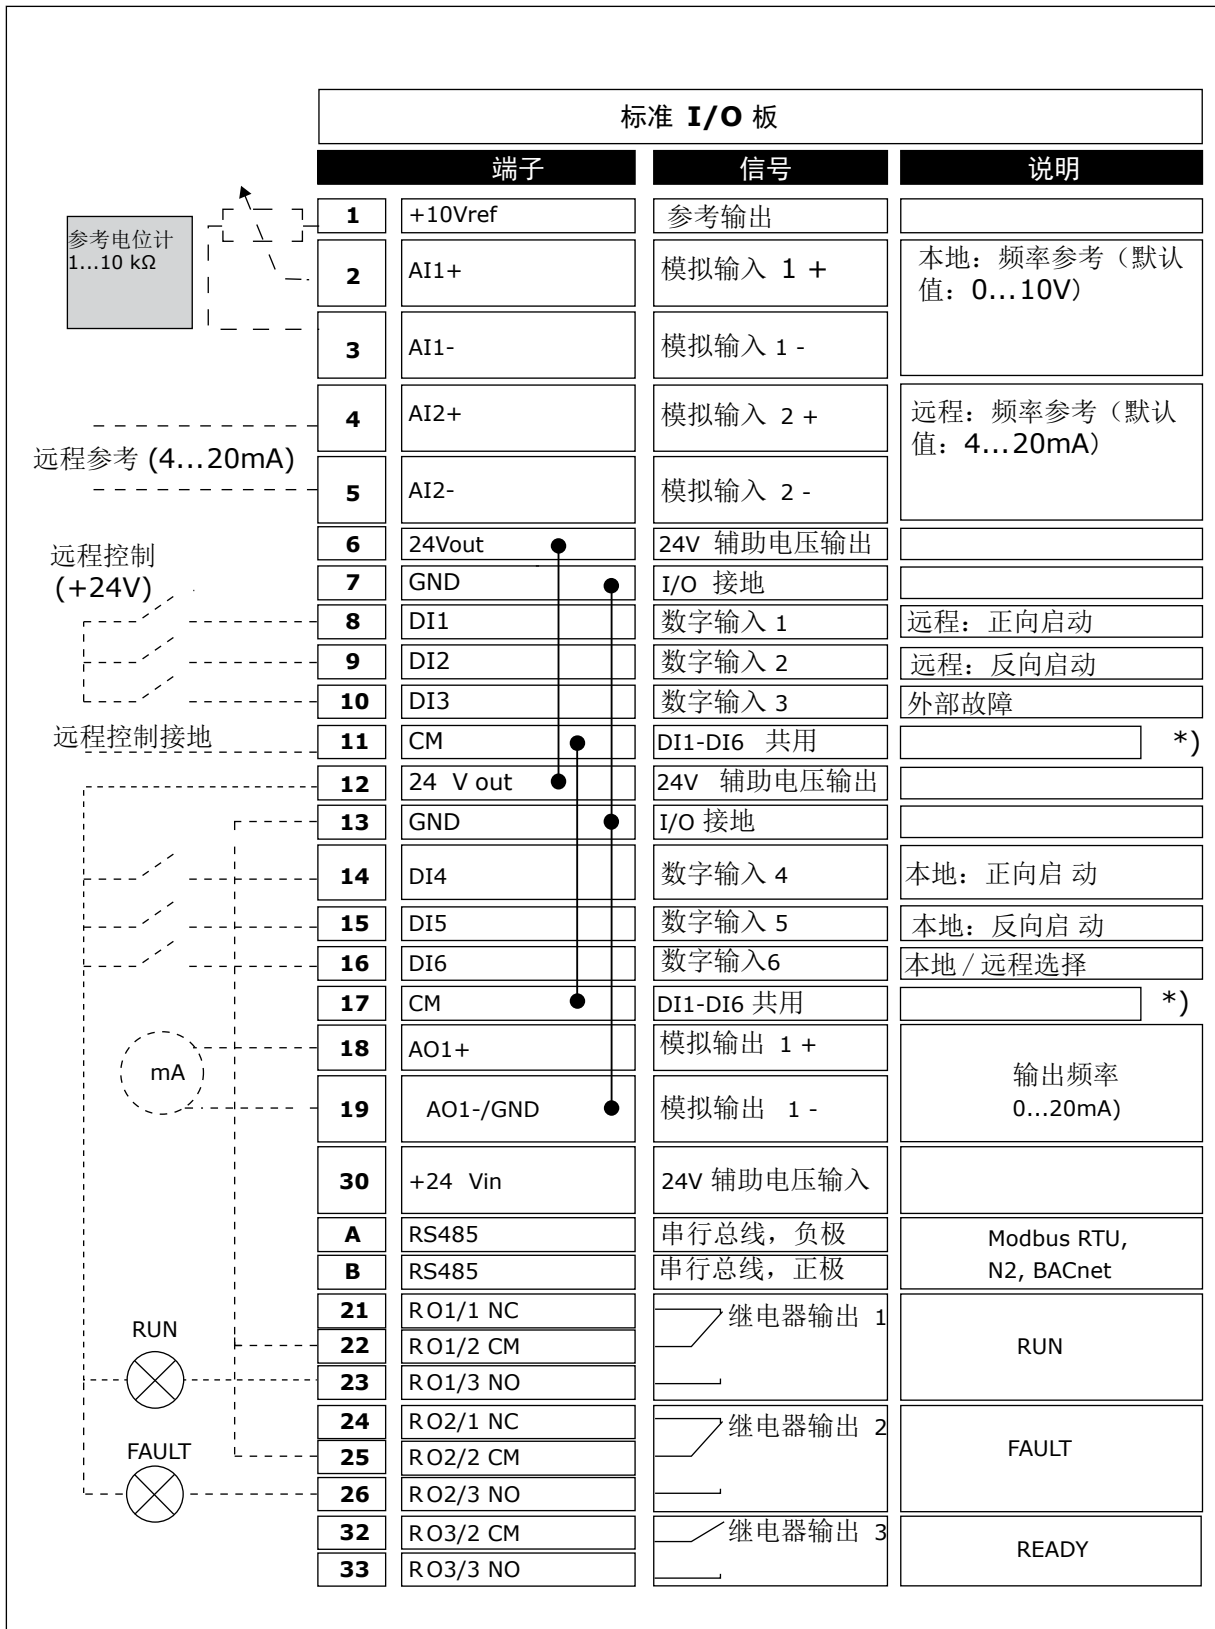 标准 I/O 板
端子 信号 说明
参考电位计
1...10 kΩ
1 +10Vref 参考输出
2 AI1+ 模拟输入 1 + 本地：频率参考（默认
值：0...10V）
3 AI1- 模拟输入 1 -
4 AI2+ 模拟输入 2 + 远程：频率参考（默认
值：4...20mA）
远程参考 (4...20mA)
5 AI2- 模拟输入 2 -
6 24Vout 24V 辅助电压输出
远程控制
(+24V)
7 GND I/O 接地
8 DI1 数字输入 1 远程：正向启动
9 DI2 数字输入 2 远程：反向启动
10 DI3 数字输入 3 外部故障
远程控制接地 11 CM DI1-DI6 共用 *)
12 24 V out 24V 辅助电压输出
13 GND I/O 接地
14 DI4 数字输入 4 本地：正向启 动
15 DI5 数字输入 5 本地：反向启 动
16 DI6 数字输入6 本地/远程选择
17 CM DI1-DI6 共用 *)
18 AO1+ 模拟输出 1 + 输出频率
mA
19 AO1-/GND 模拟输出 1 - 0...20mA)
30 +24 Vin 24V 辅助电压输入
A RS485 串行总线，负极 Modbus RTU,
B RS485 串行总线，正极 N2, BACnet
21 RO1/1 NC 继电器输出 1
RUN
22 RO1/2 CM RUN
23 RO1/3 NO
24 RO2/1 NC 继电器输出 2
FAULT
25 RO2/2 CM FAULT
26 RO2/3 NO
32 RO3/2 CM 继电器输出 3 READY
33 RO3/3 NO